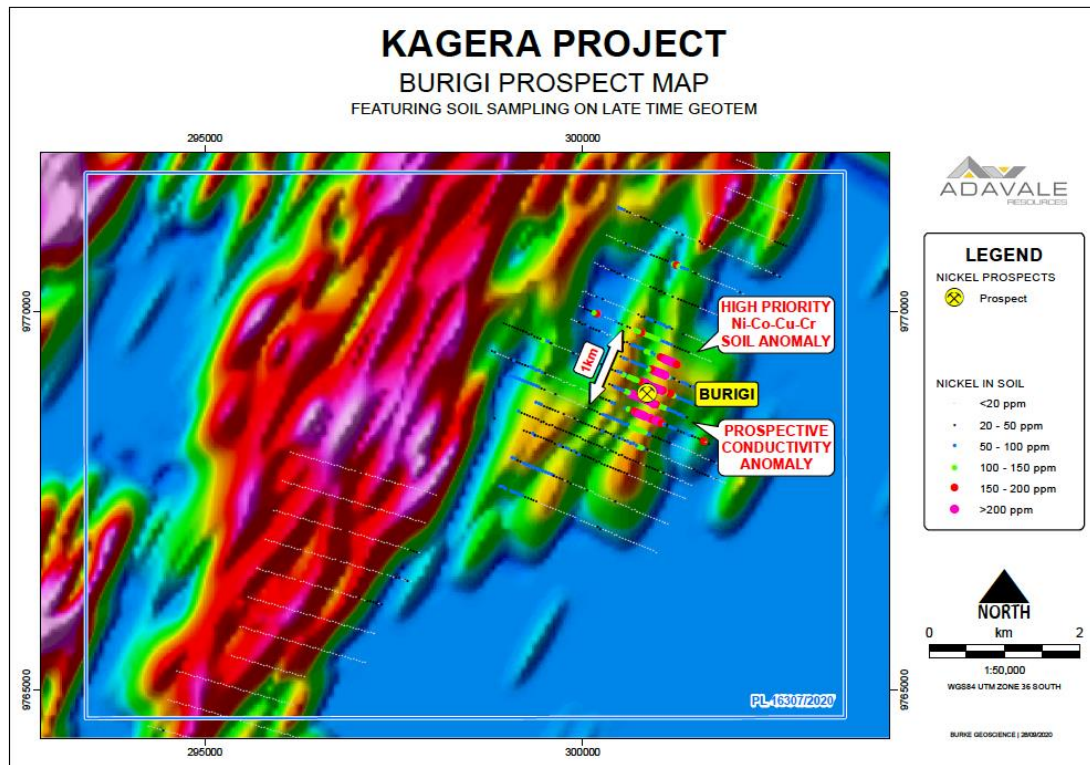 KAGERA PROJECT
BURIGI PROSPECT MAP
FEATURING SOIL SAMPLING ON LATE TIME GEOTEM
295000
300000
9770000
9770000
9765000
9765000
295000
300000
1km
HIGH PRIORITY
Ni-Co-Cu-Cr
SOIL ANOMALY
BURIGI
PROSPECTIVE
CONDUCTIVITY
ANOMALY
PL 16307/2020
ADAVALE
RESOURCES
LEGEND
NICKEL PROSPECTS
Prospect
NICKEL IN SOIL
<20 ppm
20 - 50 ppm
50 - 100 ppm
100 - 150 ppm
150 - 200 ppm
>200 ppm
NORTH
0 km 2
1:50,000
WGS84 UTM ZONE 36 SOUTH
BURKE GEOSCIENCE | 28/09/2020